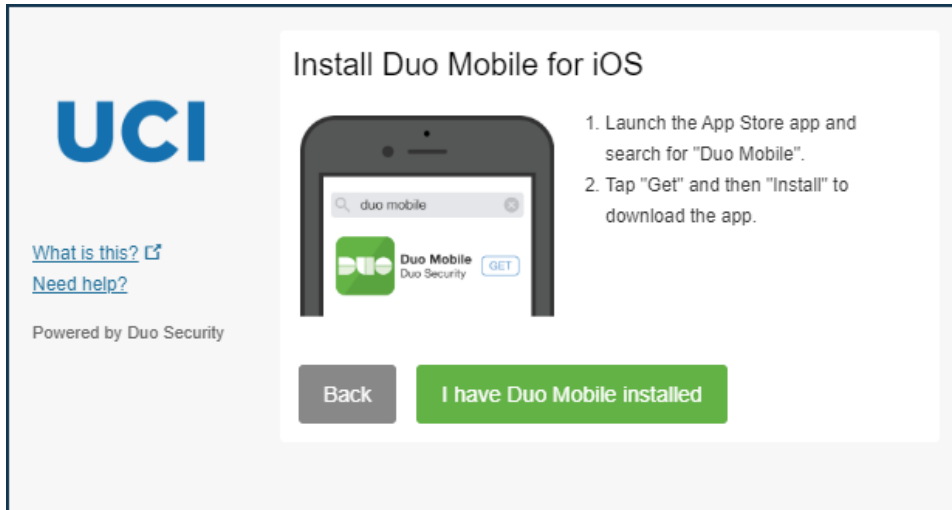 UCI
What is this?
Need help?
Powered by Duo Security
Install Duo Mobile for iOS
duo mobile
DUO
Duo Mobile
Duo Security
GET
1. Launch the App Store app and
search for "Duo Mobile".
2. Tap "Get" and then "Install" to
download the app.
Back
I have Duo Mobile installed